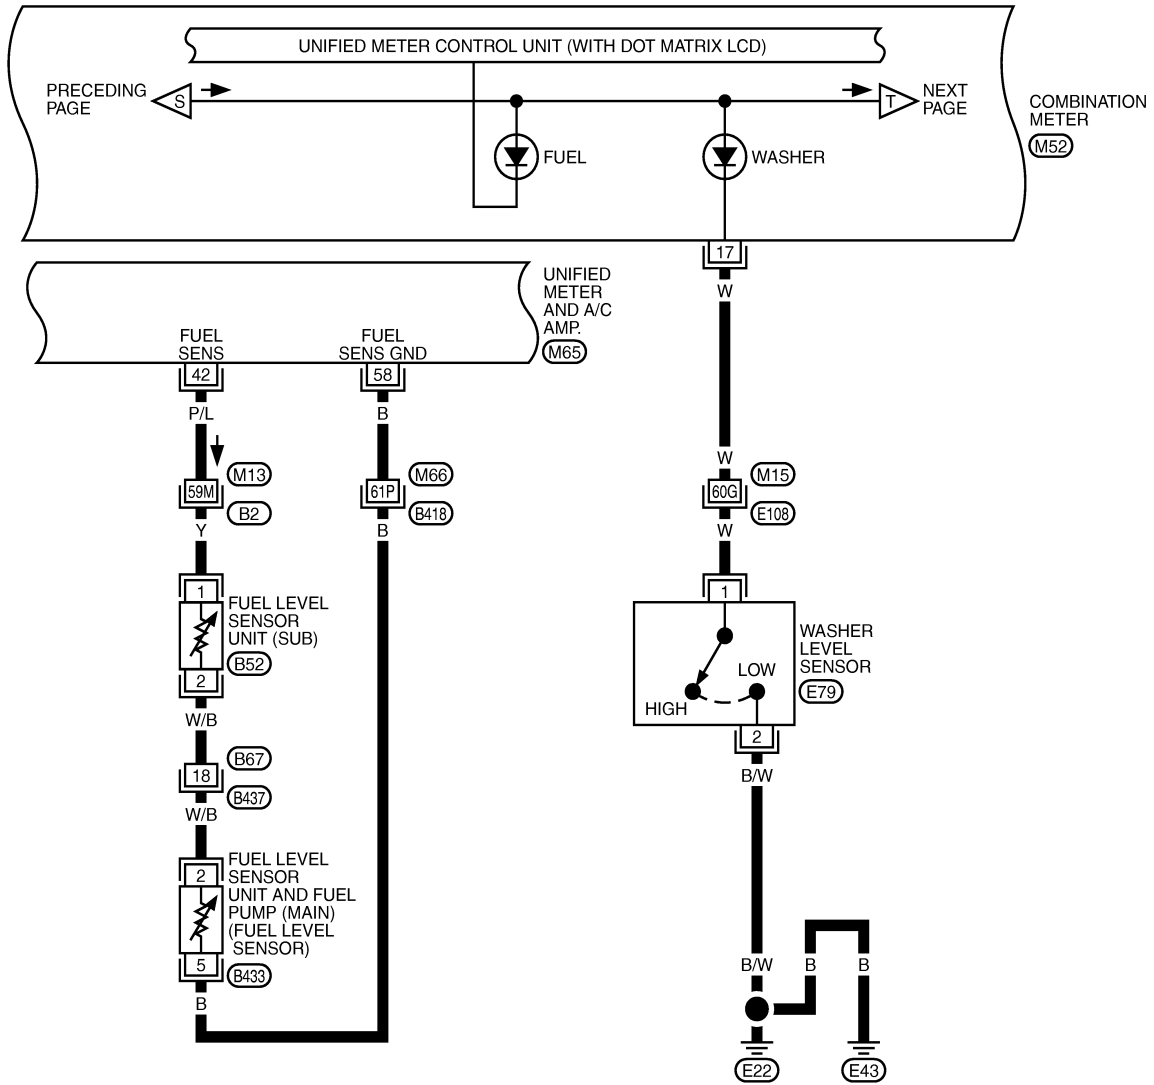 UNIFIED METER CONTROL UNIT (WITH DOT MATRIX LCD)
PRECEDING
PAGE
S
T
NEXT
PAGE
COMBINATION
METER
M52
FUEL
WASHER
17
W
UNIFIED
METER
AND A/C
AMP.
M65
FUEL
SENS
FUEL
SENS GND
42
58
P/L
B
W
M13
M66
M15
59M
61P
60G
B2
B418
E108
Y
B
W
1
1
FUEL LEVEL
SENSOR
UNIT (SUB)
B52
WASHER
LEVEL
SENSOR
E79
LOW
HIGH
2
2
W/B
B/W
B67
18
B437
W/B
2
FUEL LEVEL
SENSOR
UNIT AND FUEL
PUMP (MAIN)
(FUEL LEVEL
SENSOR)
5
B433
B
B/W
B
B
E22
E43